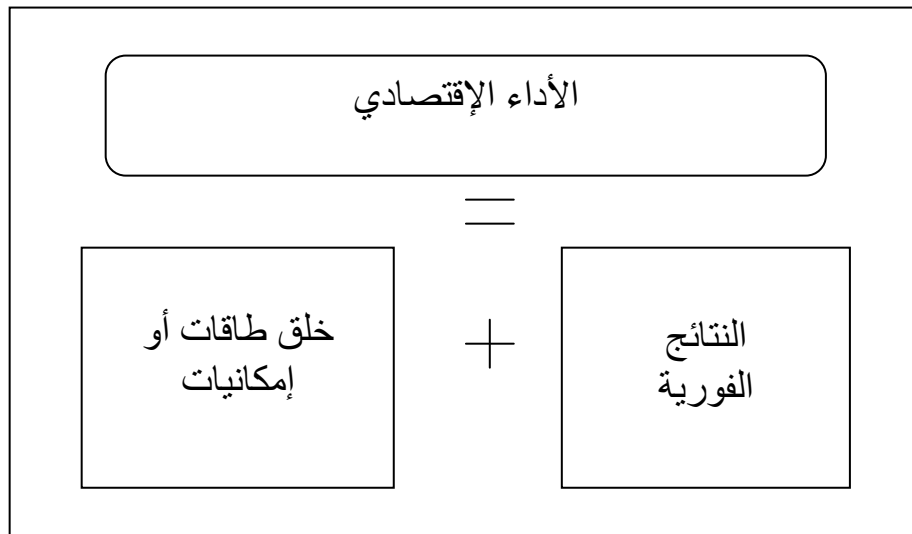 الأداء الإقتصادي
=
النتائج
الفورية
+
خلق طاقات أو
إمكانيات